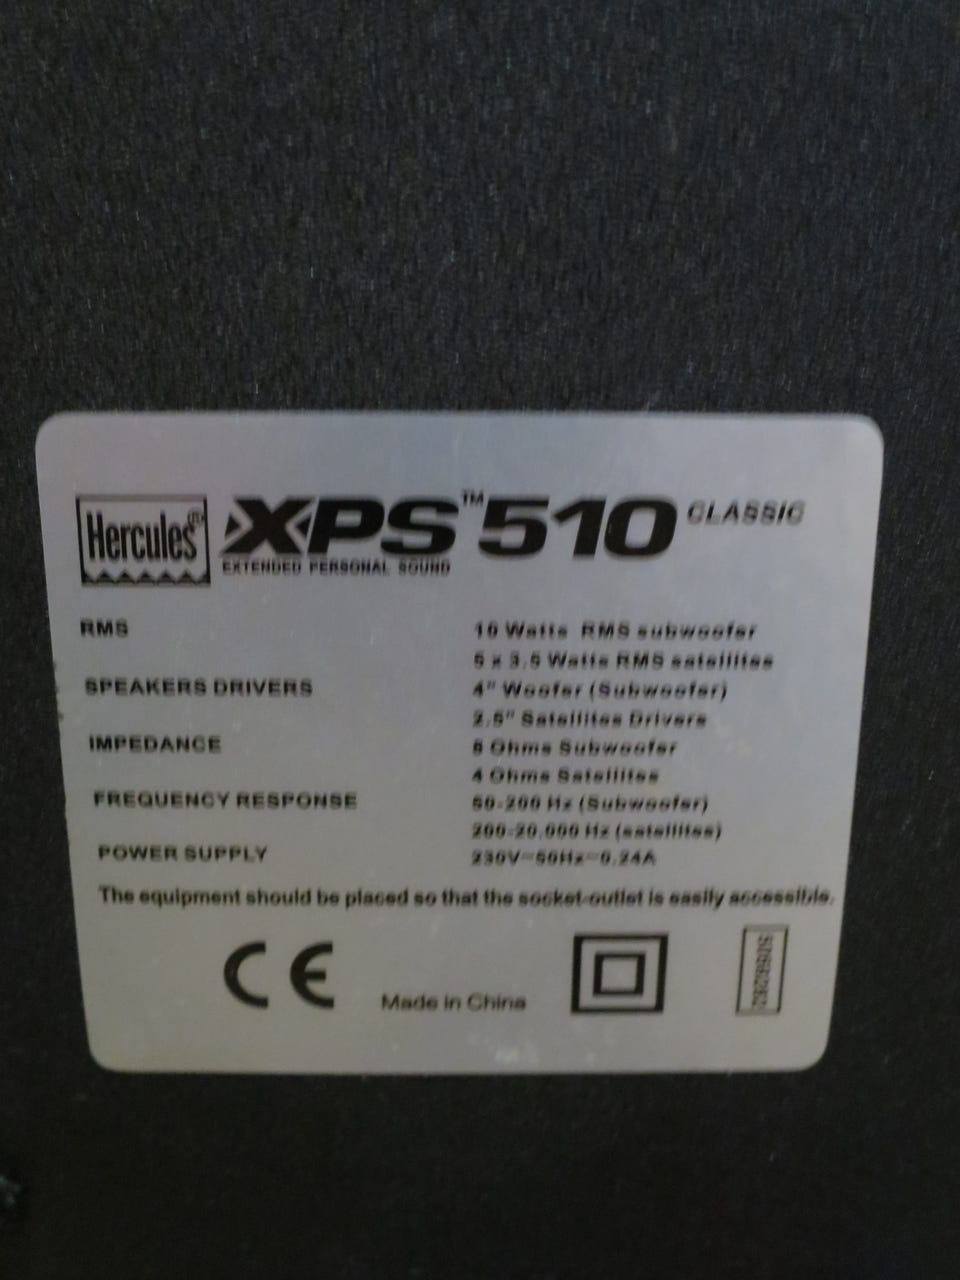 Hercules
XPS™ 510 CLASSIC
EXTENDED PERSONAL SOUND
RMS 10 Watts RMS subwoofer
5 x 3.5 Watts RMS satellites
SPEAKERS DRIVERS 4" Woofer (Subwoofer)
2.5" Satellites Drivers
IMPEDANCE Ohms Subwoofer
4 Ohms Satellites
FREQUENCY RESPONSE 50-200 Hz (Subwoofer)
200-20.000 Hz (satellites)
POWER SUPPLY 230V~50Hz~0.24A
The equipment should be placed so that the socket-outlet is easily accessible.
CE
Made in China